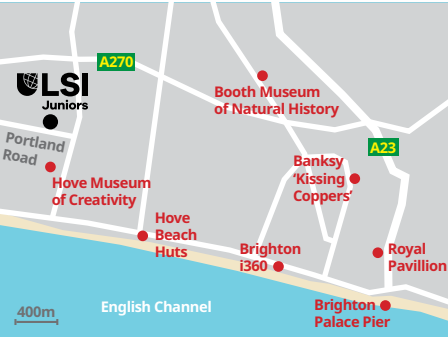 A270
LSI
Juniors
Booth Museum
of Natural History
Portland
Road
A23
Banksy
‘Kissing
Coppers’
Hove Museum
of Creativity
Hove
Beach
Huts
Brighton
i360
Royal
Pavillion
English Channel
Brighton
Palace Pier
400m